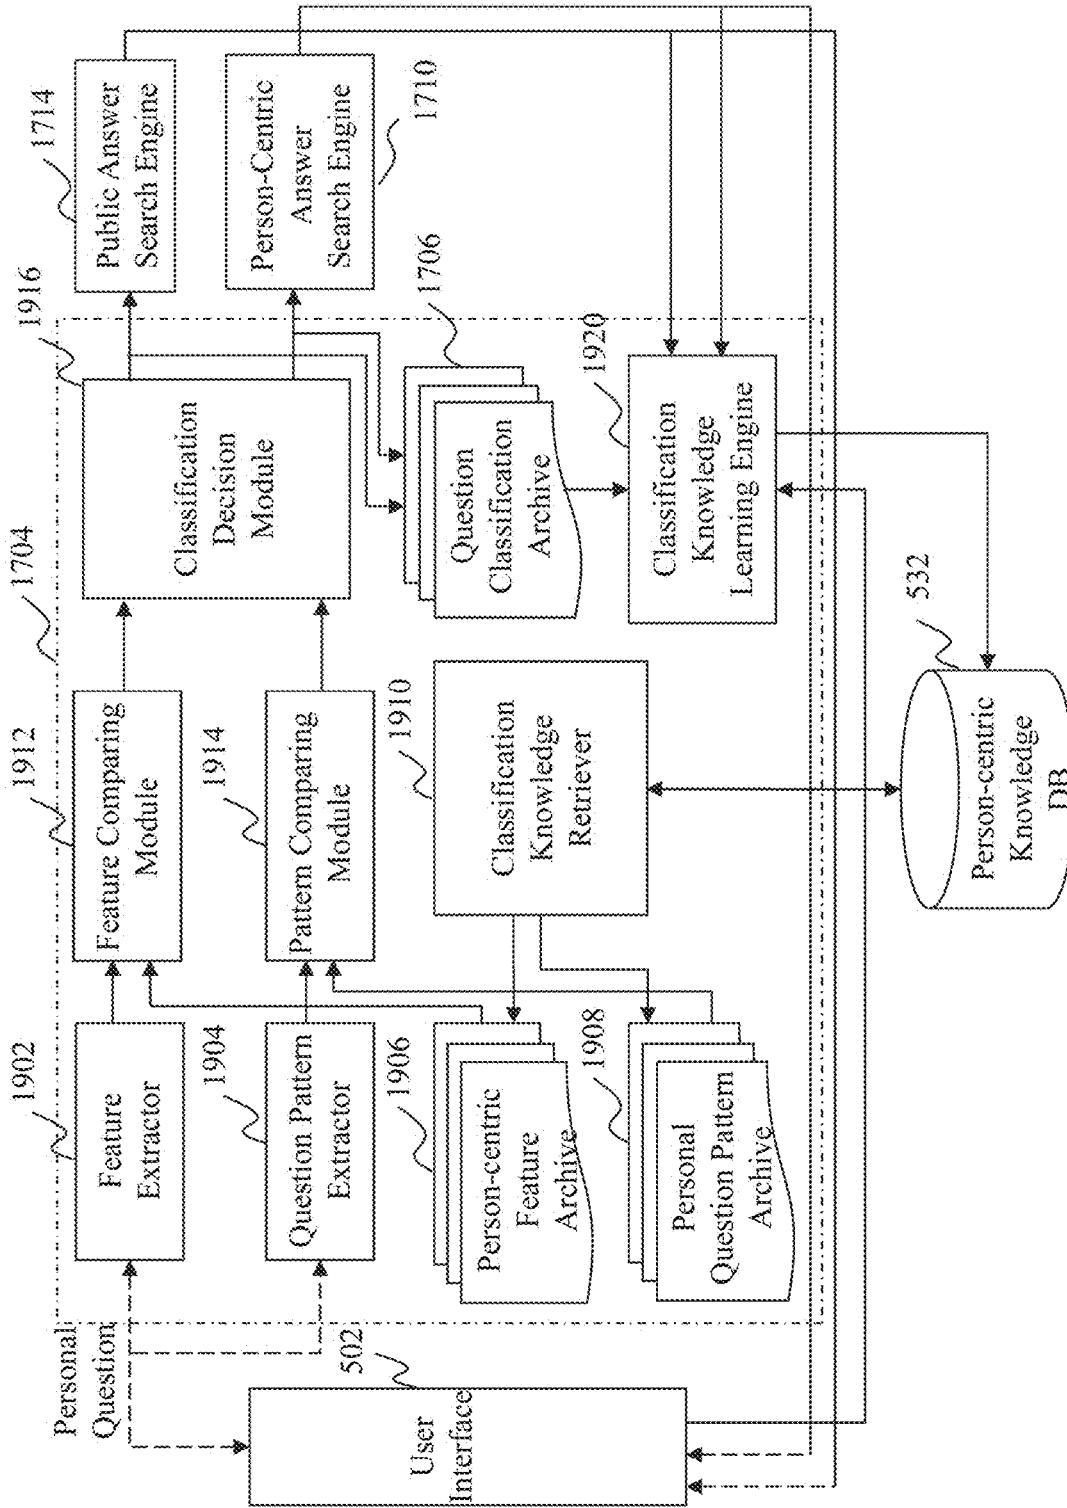 Personal
Question
502
User
Interface
1704
1902
Feature
Extractor
1904
Question Pattern
Extractor
1906
Person-centric
Feature
Archive
1908
Personal
Question Pattern
Archive
1912
Feature Comparing
Module
1914
Pattern Comparing
Module
1910
Classification
Knowledge
Retriever
1916
Classification
Decision
Module
1706
Question
Classification
Archive
1920
Classification
Knowledge
Learning Engine
1714
Public Answer
Search Engine
1710
Person-Centric
Answer
Search Engine
532
Person-centric
Knowledge
DB